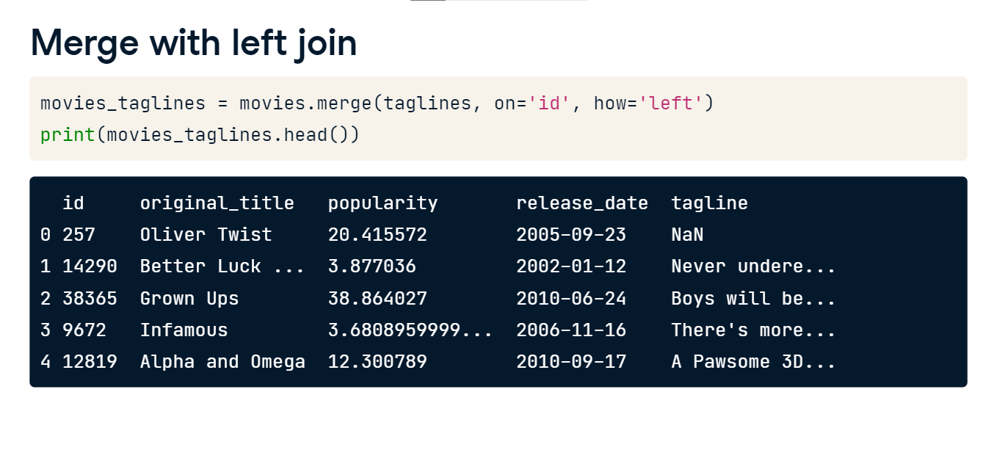 Merge with left join
movies_taglines = movies.merge(taglines, on='id', how='left')
print(movies_taglines.head())
id original_title popularity release_date tagline
0 257 Oliver Twist 20.415572 2005-09-23 NaN
1 14290 Better Luck ... 3.877036 2002-01-12 Never undere...
2 38365 Grown Ups 38.864027 2010-06-24 Boys will be...
3 9672 Infamous 3.6808959999... 2006-11-16 There's more...
4 12819 Alpha and Omega 12.300789 2010-09-17 A Pawsome 3D...